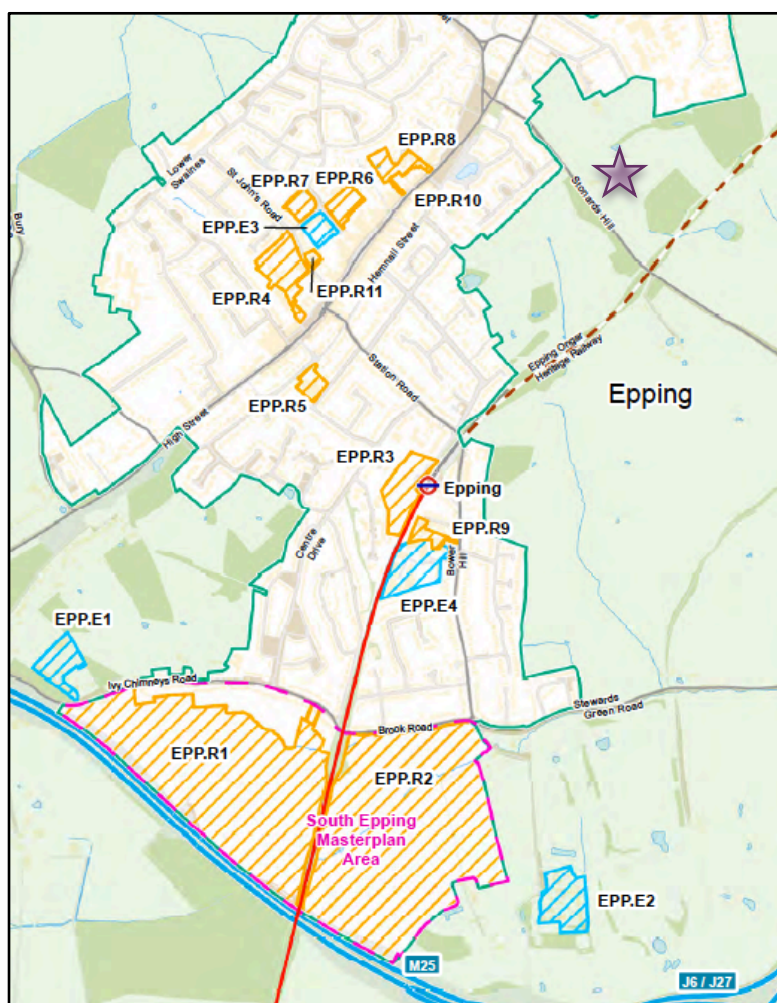 Street
EPP.R8
Lower
Swaines
St John's Road
EPP.R7
EPP.R6
EPP.R10
Stonards Hill
Bury
EPP.E3
Hemnall Street
EPP.R4
EPP.R11
Station Road
Epping Ongar
Heritage Railway
Epping
EPP.R5
High Street
EPP.R3
Epping
EPP.R9
Centre
Drive
Bower
Hill
EPP.E4
EPP.E1
Ivy Chimneys Road
Stewards
Green Road
Brook Road
EPP.R1
EPP.R2
South Epping
Masterplan
Area
EPP.E2
M25
J6 / J27